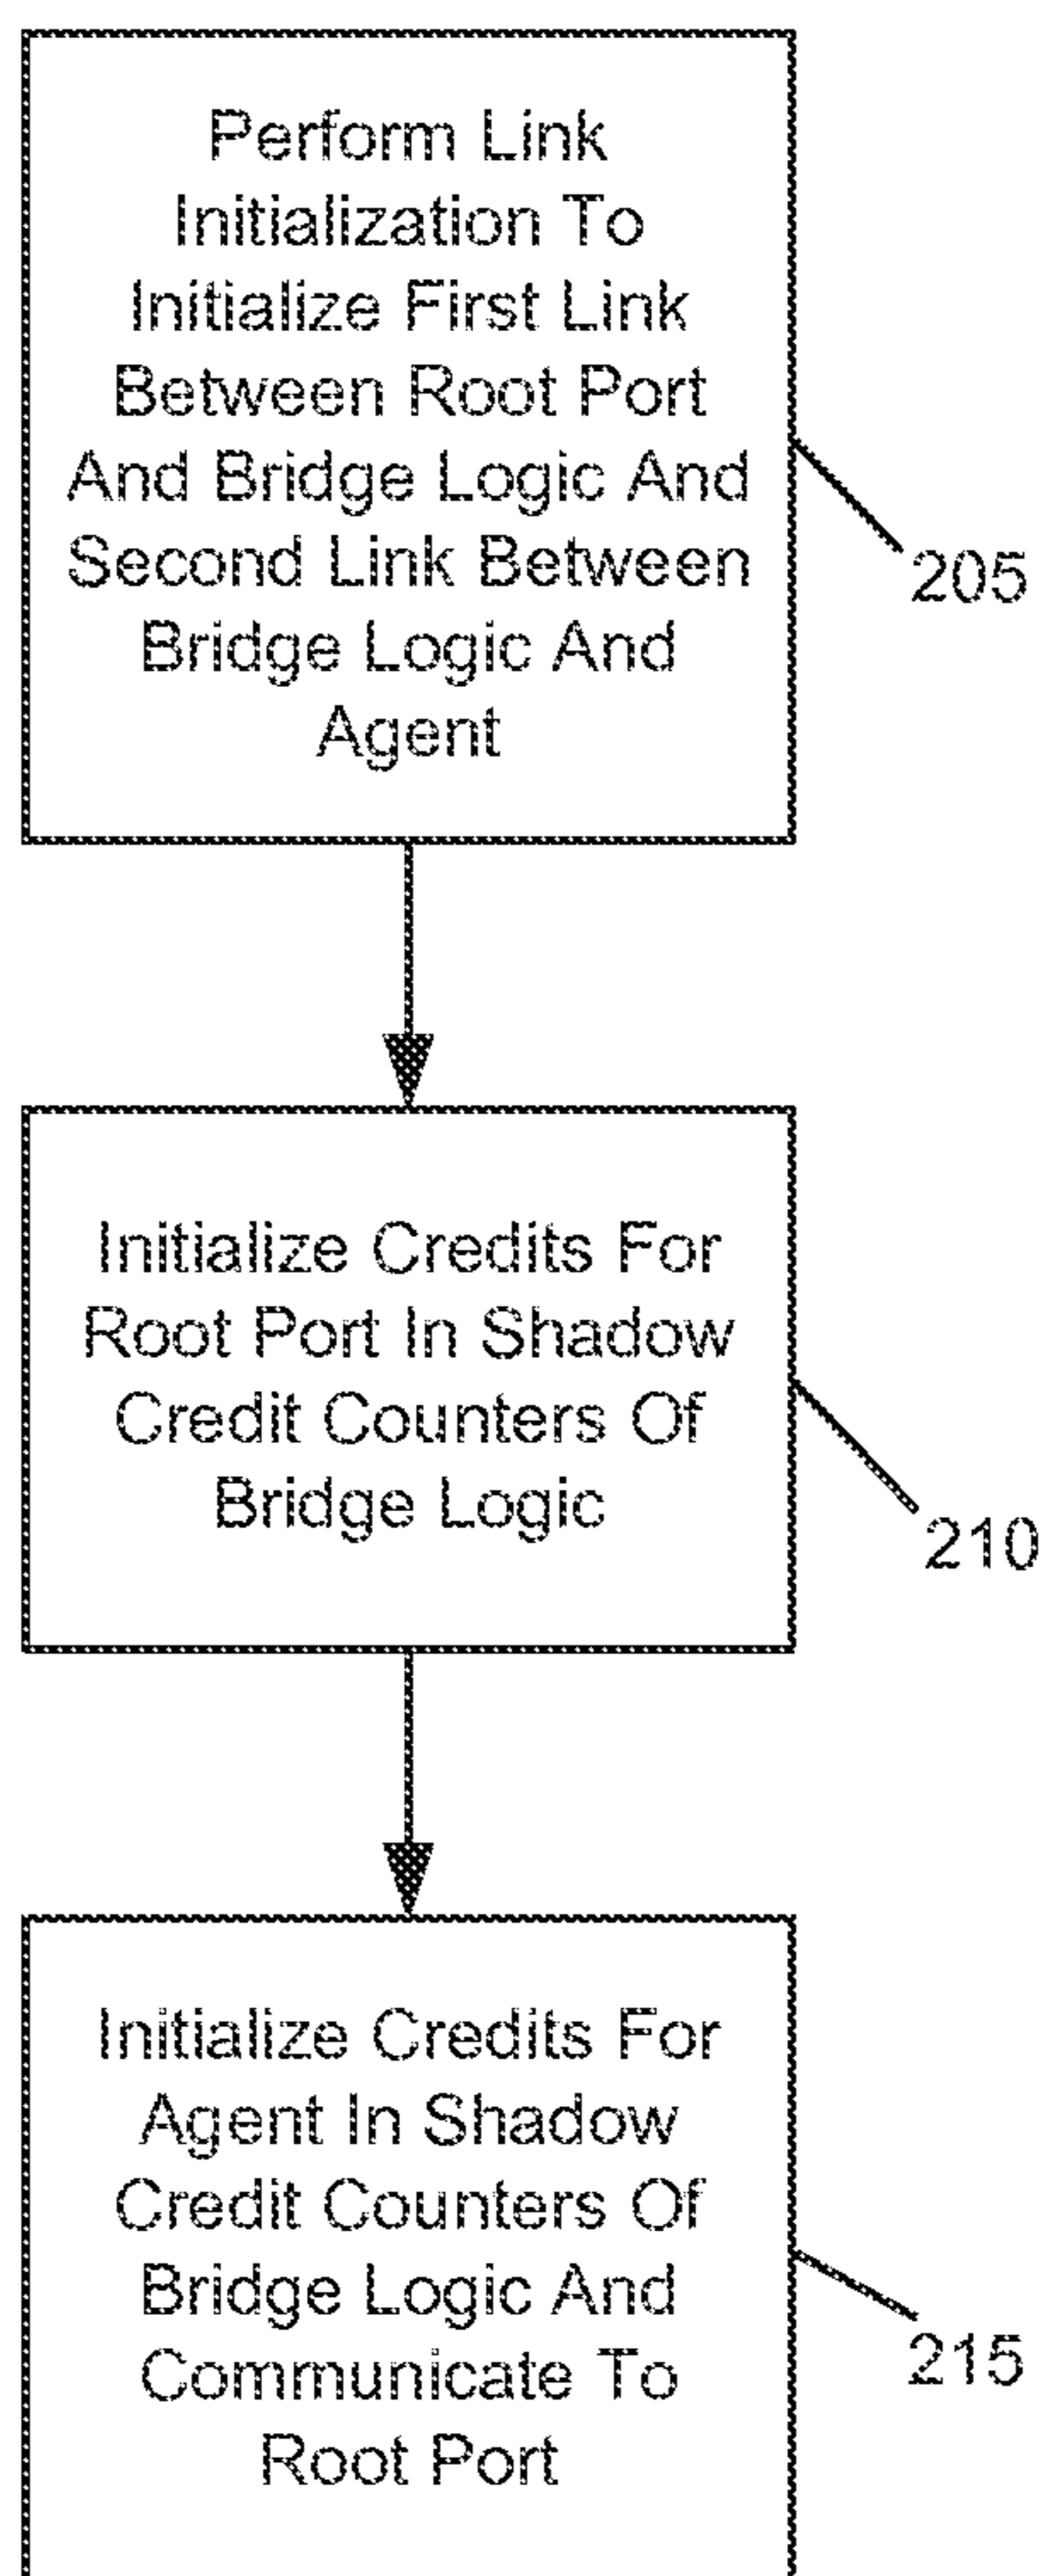 Perform Link
Initialization To
Initialize First Link
Between Root Port
And Bridge Logic And
Second Link Between
Bridge Logic And
Agent
205
Initialize Credits For
Root Port In Shadow
Credit Counters Of
Bridge Logic
210
Initialize Credits For
Agent In Shadow
Credit Counters Of
Bridge Logic And
Communicate To
Root Port
215